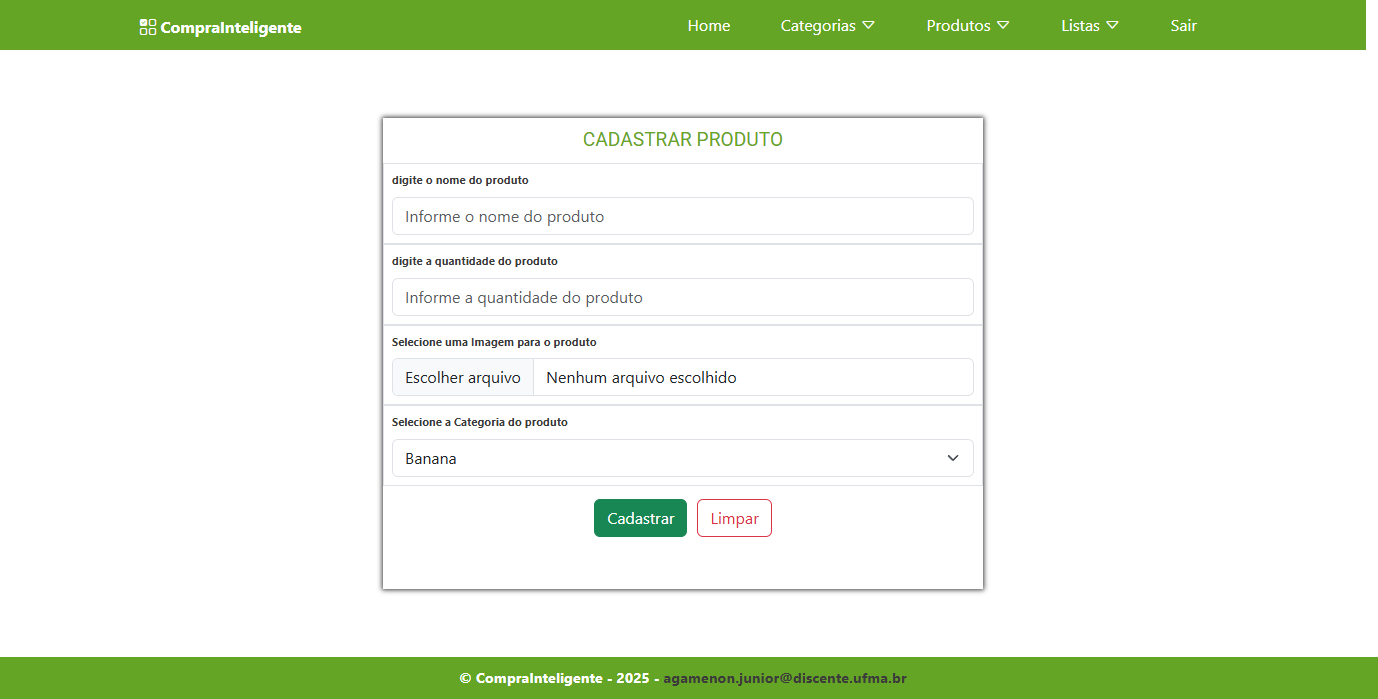 CompraInteligente Home Categorias Produtos Listas Sair
CADASTRAR PRODUTO
digite o nome do produto
Informe o nome do produto
digite a quantidade do produto
Informe a quantidade do produto
Selecione uma Imagem para o produto
Escolher arquivo Nenhum arquivo escolhido
Selecione a Categoria do produto
Banana
Cadastrar Limpar
© CompraInteligente - 2025 - agamenon.junior@discente.ufma.br